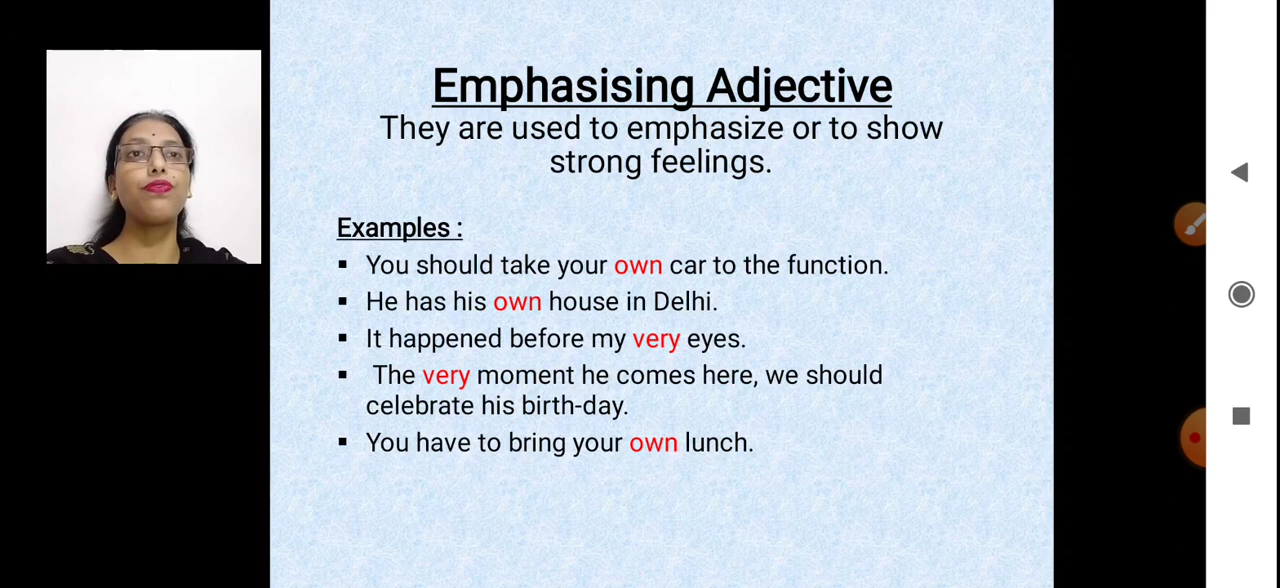 Emphasising Adjective
They are used to emphasize or to show
strong feelings.
Examples :
▪ You should take your own car to the function.
▪ He has his own house in Delhi.
▪ It happened before my very eyes.
▪ The very moment he comes here, we should
celebrate his birth-day.
▪ You have to bring your own lunch.